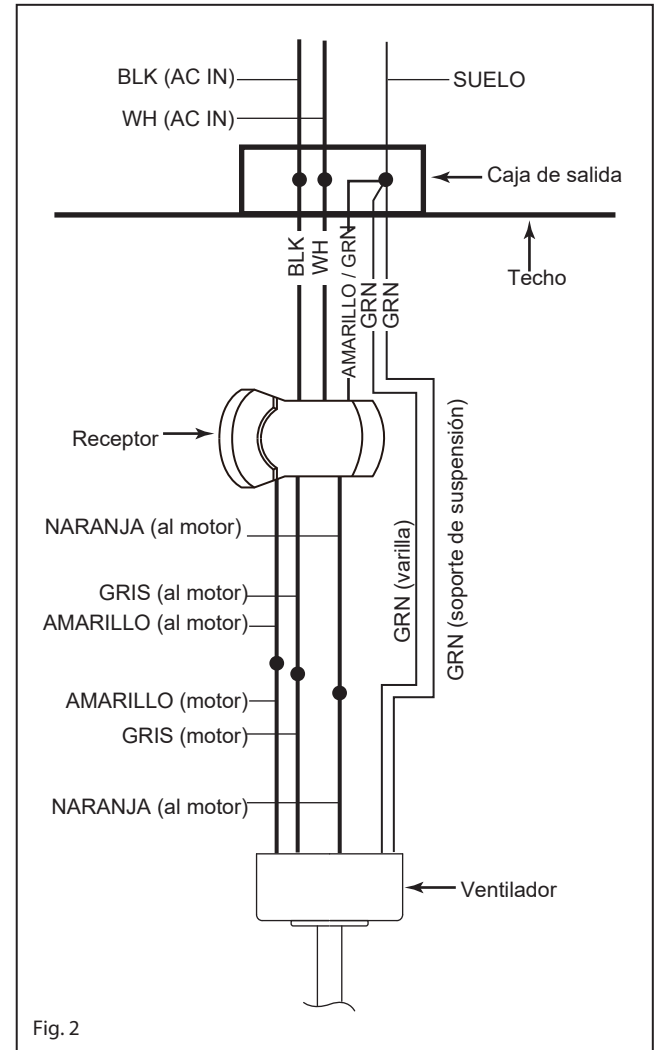 BLK (AC IN)
SUELO
WH (AC IN)
Caja de salida
Techo
BLK
WH
AMARILLO / GRN
GRN
GRN
Receptor
NARANJA (al motor)
GRN (varilla)
GRN (soporte de suspensión)
GRIS (al motor)
AMARILLO (al motor)
AMARILLO (motor)
GRIS (motor)
NARANJA (al motor)
Ventilador
Fig. 2